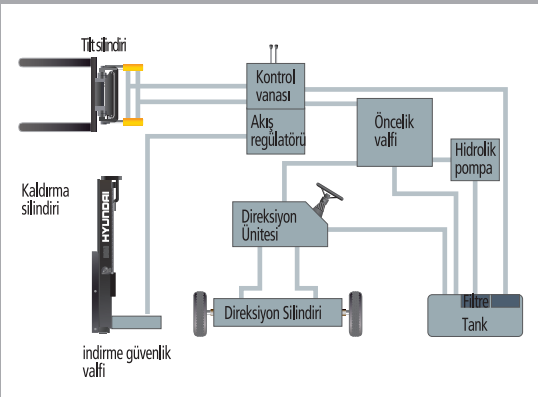 Tilt silindiri
Kontrol
vanası
Akış
regülatörü
Öncelik
valfi
Hidrolik
pompa
Kaldırma
silindiri
HYUNDAI
Direksiyon
Ünitesi
Direksiyon Silindiri
Filtre
Tank
indirme güvenlik
valfi